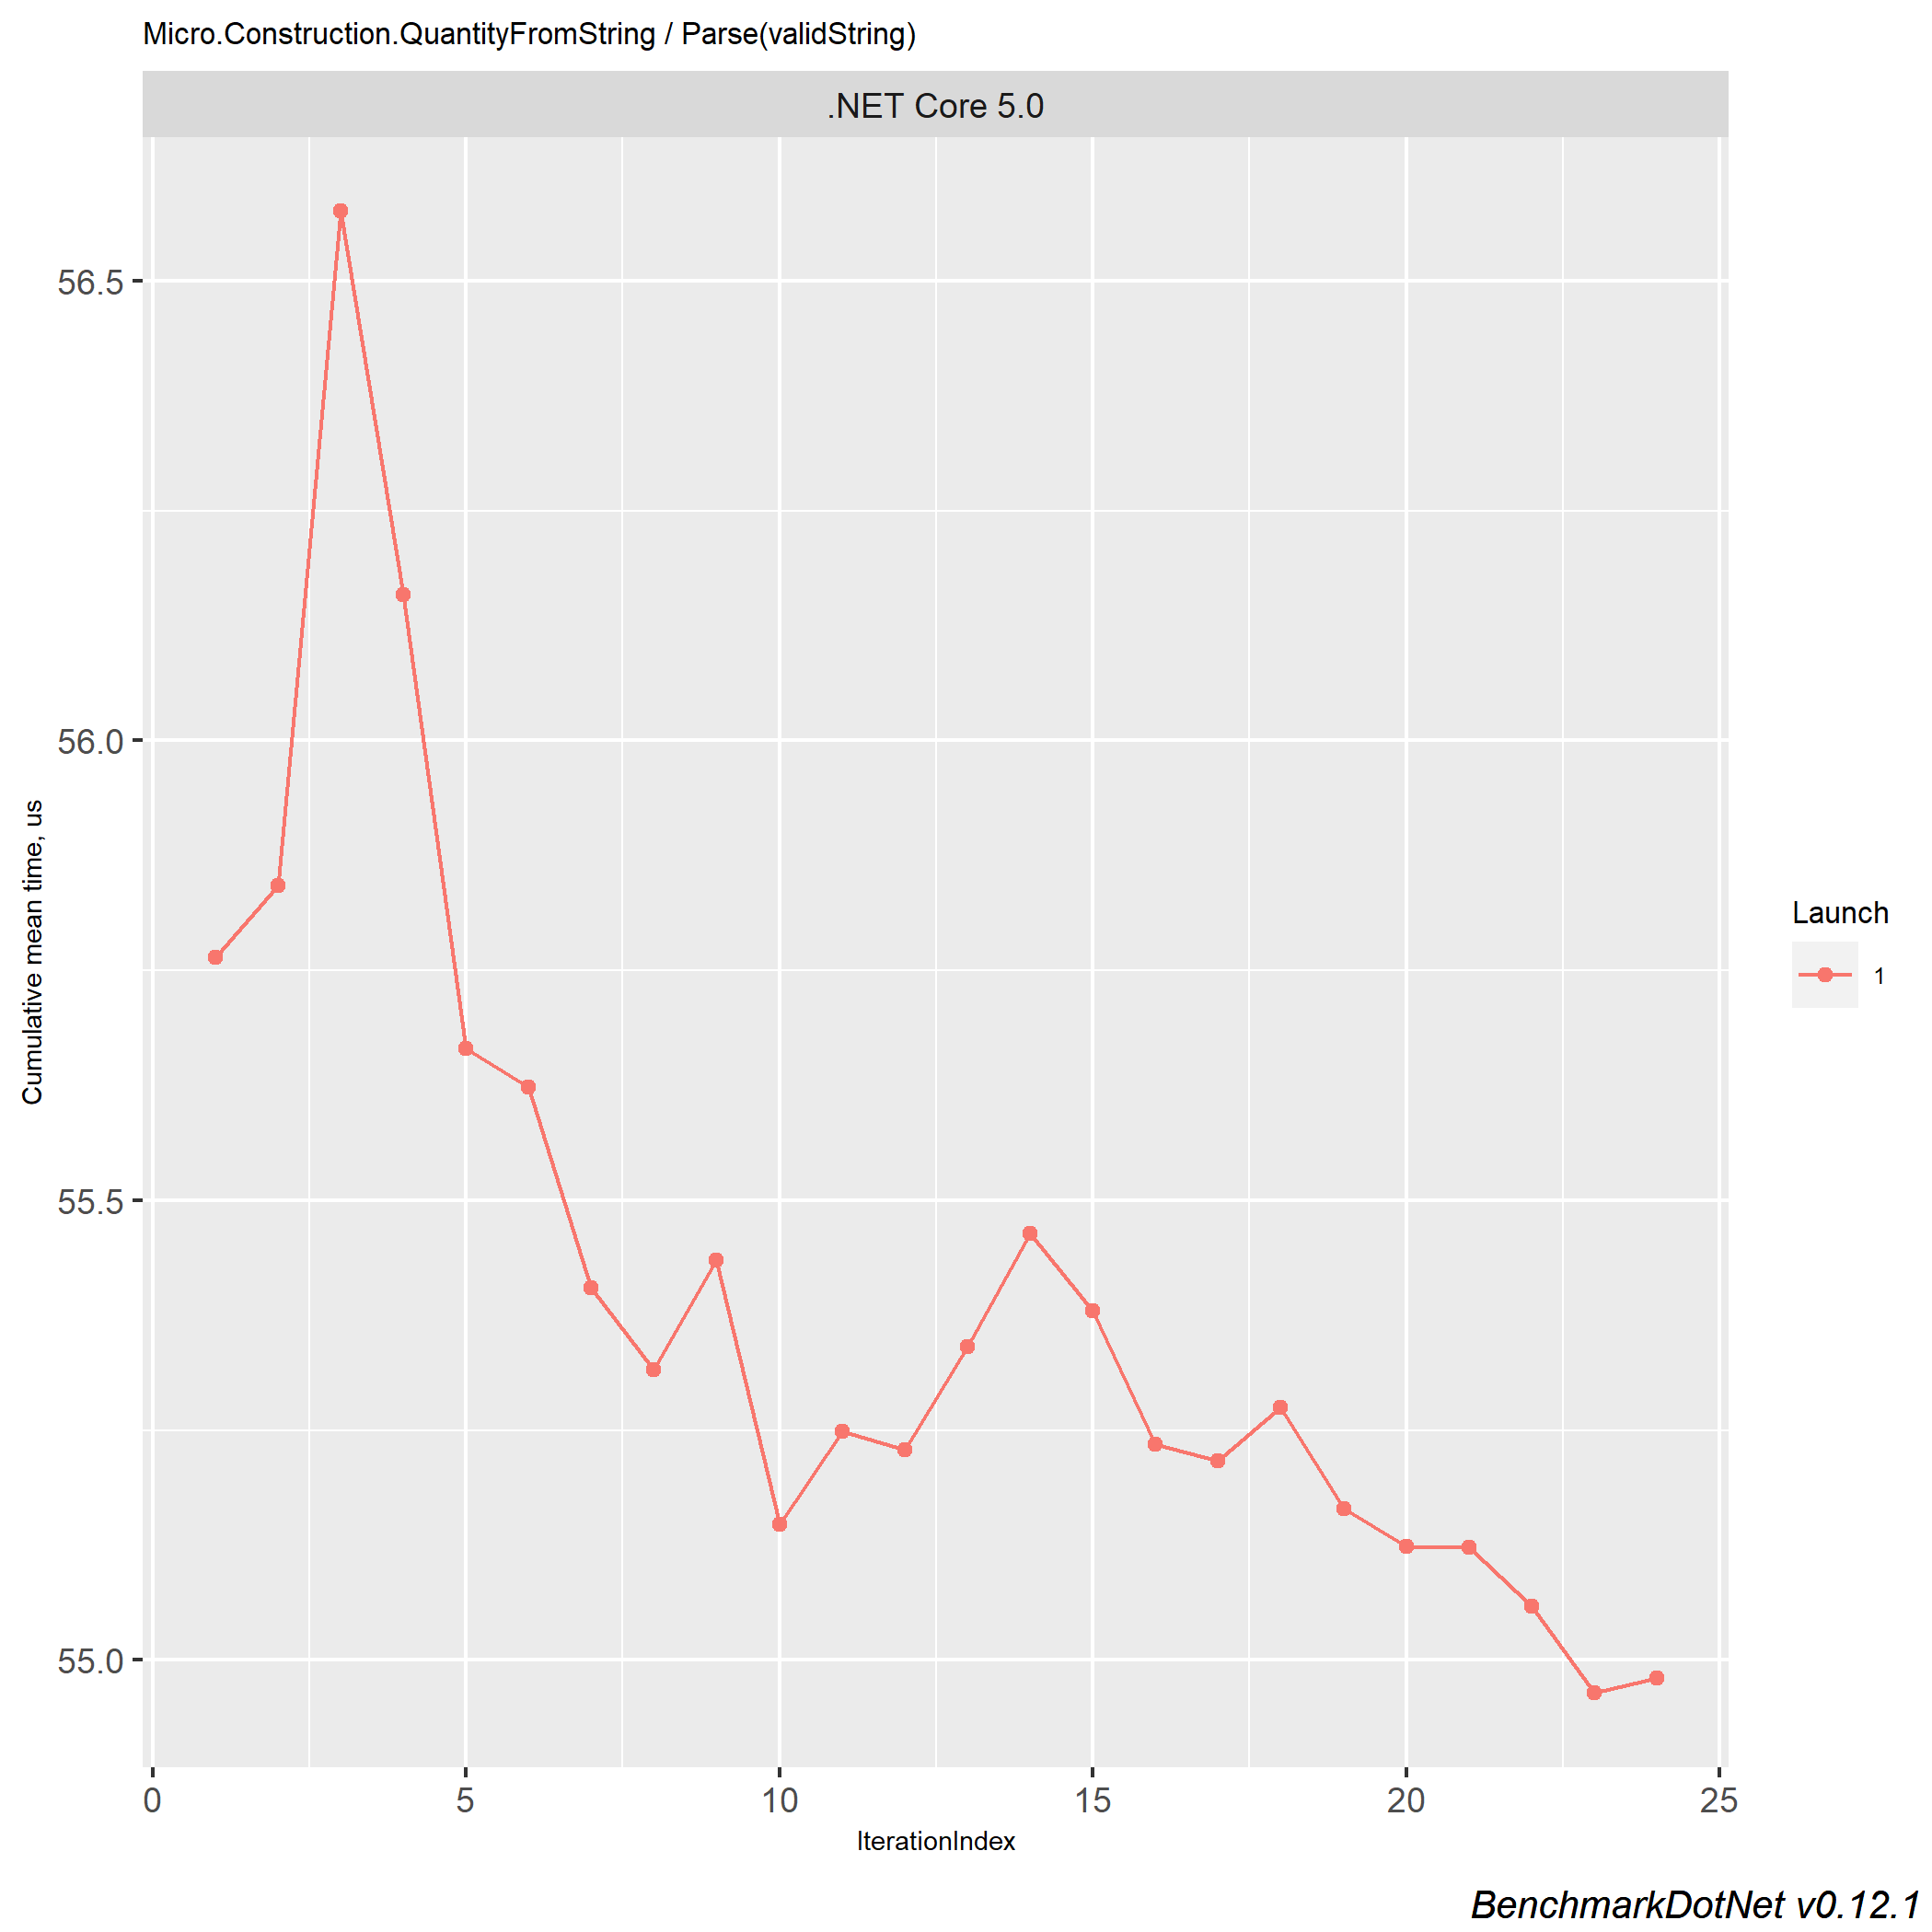 Micro.Construction.QuantityFromString / Parse(validString)
.NET Core 5.0
56.5
56.0
55.5
55.0
Cumulative mean time, us
0 5 10 15 20 25
IterationIndex
Launch
1
BenchmarkDotNet v0.12.1